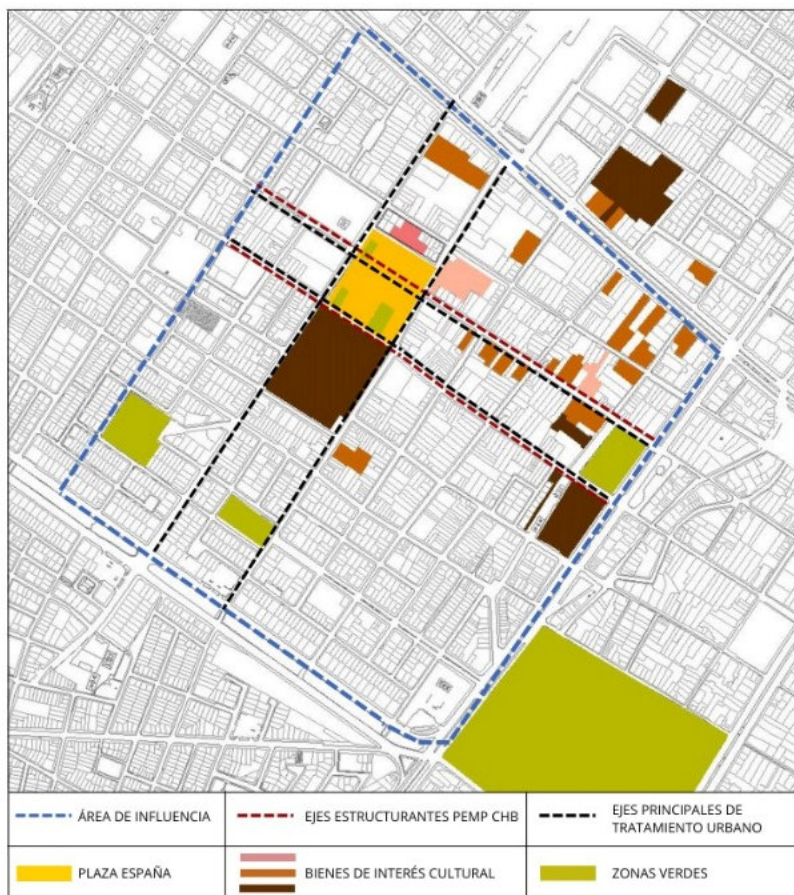 ÁREA DE INFLUENCIA
EJES ESTRUCTURANTES PEMP CHB
EJES PRINCIPALES DE
TRATAMIENTO URBANO
PLAZA ESPAÑA
BIENES DE INTERÉS CULTURAL
ZONAS VERDES